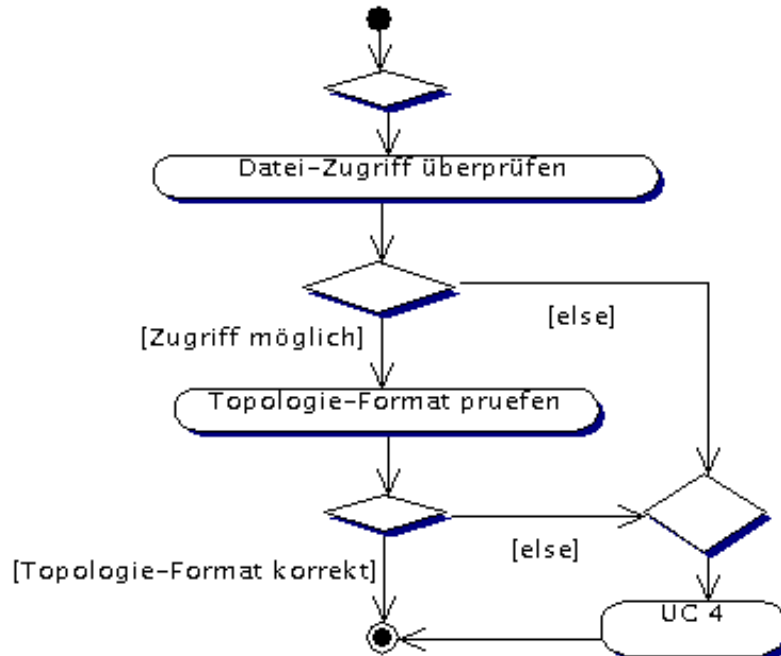 Datei-Zugriff überprüfen
[Zugriff möglich]
[else]
Topologie-Format pruefen
[else]
[Topologie-Format korrekt]
UC 4